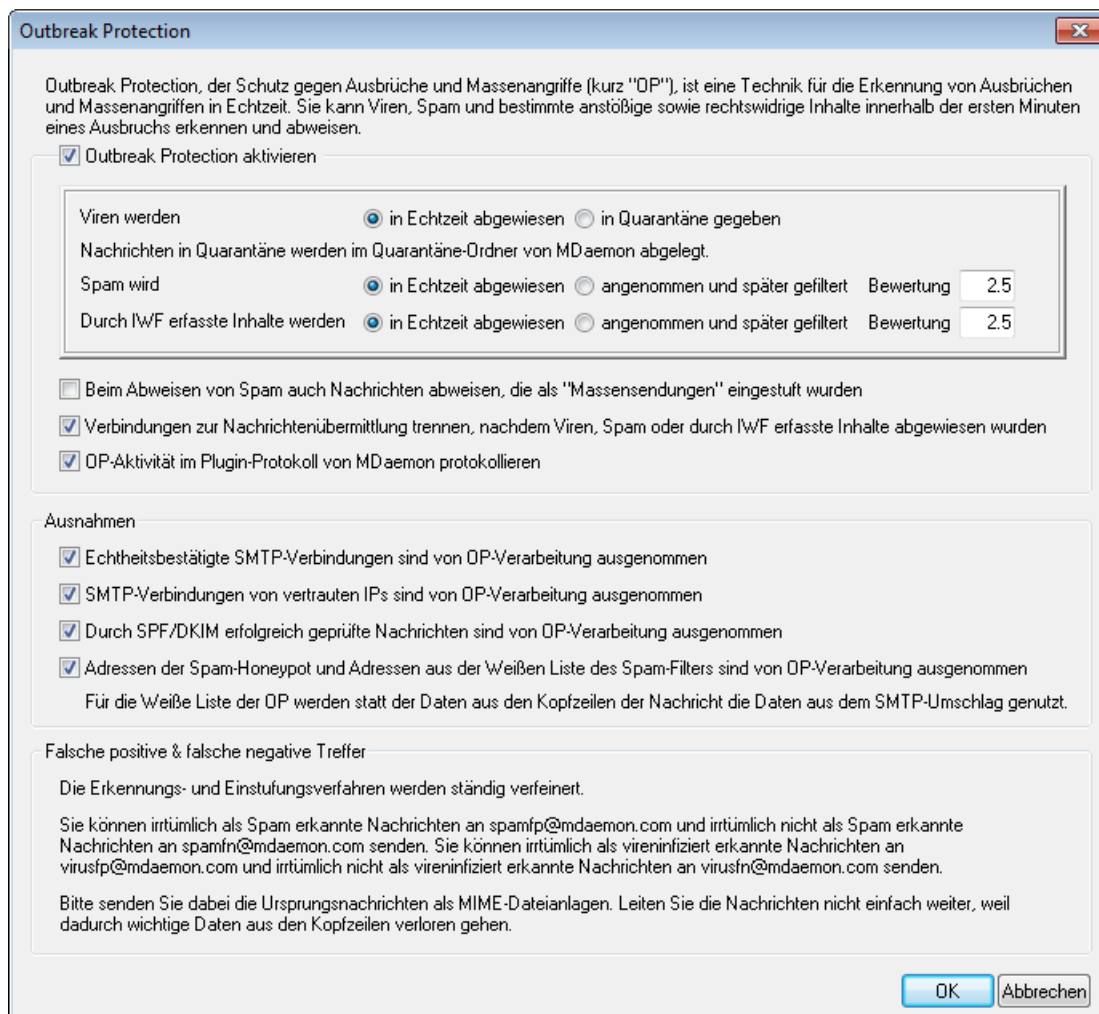 Outbreak Protection
Outbreak Protection, der Schutz gegen Ausbrüche und Massenangriffe (kurz "OP"), ist eine Technik für die Erkennung von Ausbrüchen
und Massenangriffen in Echtzeit. Sie kann Viren, Spam und bestimmte anstößige sowie rechtswidrige Inhalte innerhalb der ersten Minuten
eines Ausbruchs erkennen und abweisen.
Outbreak Protection aktivieren
Viren werden in Echtzeit abgewiesen in Quarantäne gegeben
Nachrichten in Quarantäne werden im Quarantäne-Ordner von MDaemon abgelegt.
Spam wird in Echtzeit abgewiesen angenommen und später gefiltert Bewertung 2.5
Durch IWF erfasste Inhalte werden in Echtzeit abgewiesen angenommen und später gefiltert Bewertung 2.5
Beim Abweisen von Spam auch Nachrichten abweisen, die als "Massensendungen" eingestuft wurden
Verbindungen zur Nachrichtenübermittlung trennen, nachdem Viren, Spam oder durch IWF erfasste Inhalte abgewiesen wurden
OP-Aktivität im Plugin-Protokoll von MDaemon protokollieren
Ausnahmen
Echtheitsbestätigte SMTP-Verbindungen sind von OP-Verarbeitung ausgenommen
SMTP-Verbindungen von vertrauten IPs sind von OP-Verarbeitung ausgenommen
Durch SPF/DKIM erfolgreich geprüfte Nachrichten sind von OP-Verarbeitung ausgenommen
Adressen der Spam-Honeypot und Adressen aus der Weißen Liste des Spam-Filters sind von OP-Verarbeitung ausgenommen
Für die Weiße Liste der OP werden statt der Daten aus den Kopfzeilen der Nachricht die Daten aus dem SMTP-Umschlag genutzt.
Falsche positive & falsche negative Treffer
Die Erkennungs- und Einstufungsverfahren werden ständig verfeinert.
Sie können irrtümlich als Spam erkannte Nachrichten an spamfp@mdaemon.com und irrtümlich nicht als Spam erkannte
Nachrichten an spamfn@mdaemon.com senden. Sie können irrtümlich als vireninfiziert erkannte Nachrichten an
virusfp@mdaemon.com und irrtümlich nicht als vireninfiziert erkannte Nachrichten an virusfn@mdaemon.com senden.
Bitte senden Sie dabei die Ursprungsnachrichten als MIME-Dateianlagen. Leiten Sie die Nachrichten nicht einfach weiter, weil
dadurch wichtige Daten aus den Kopfzeilen verloren gehen.
OK Abbrechen